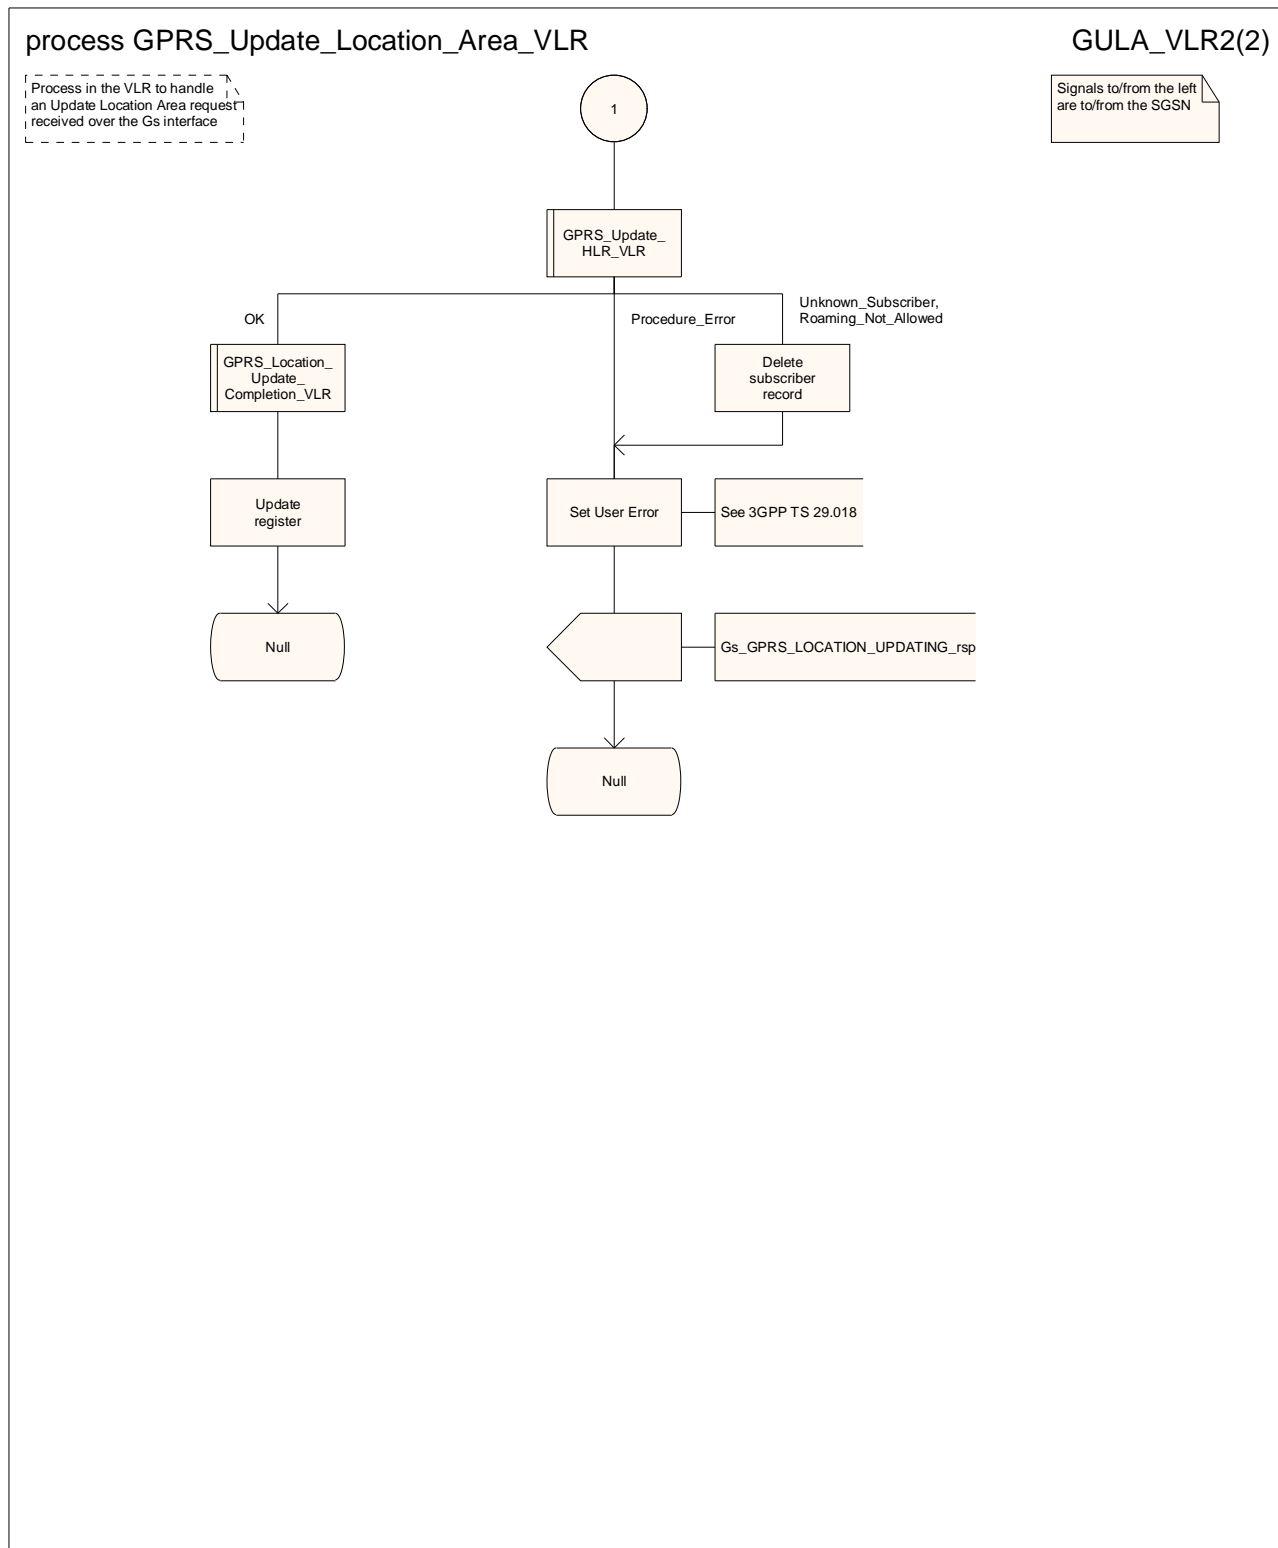 process GPRS_Update_Location_Area_VLR
GULA_VLR2(2)
Process in the VLR to handle
an Update Location Area request
received over the Gs interface
1
Signals to/from the left
are to/from the SGSN
GPRS_Update_
HLR_VLR
OK
Procedure_Error
Unknown_Subscriber,
Roaming_Not_Allowed
GPRS_Location_
Update_
Completion_VLR
Delete
subscriber
record
Update
register
Set User Error
See 3GPP TS 29.018
Null
Gs_GPRS_LOCATION_UPDATING_rsp
Null